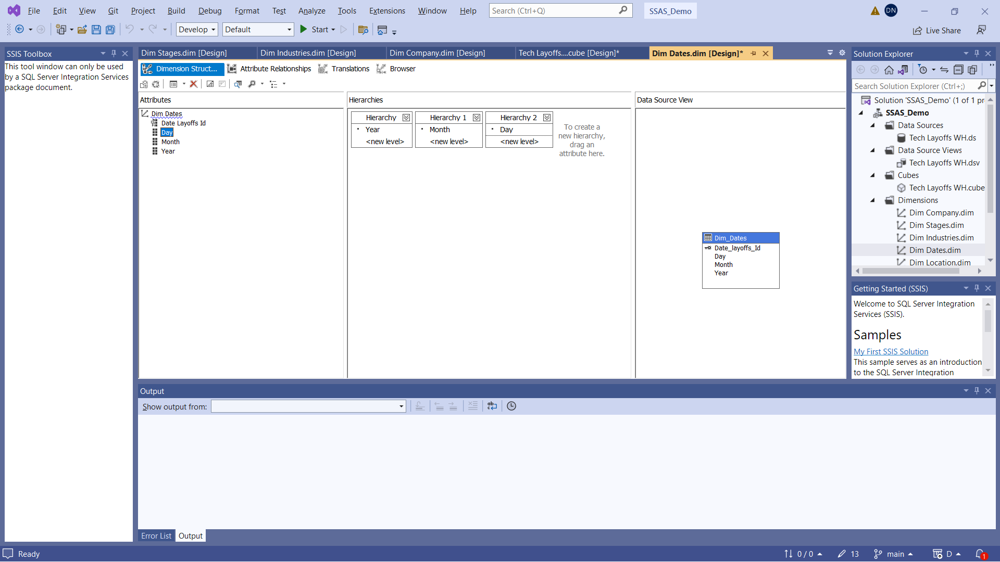 File Edit View Git Project Build Debug Format Test Analyze Tools Extensions Window Help Search (Ctrl+Q) SSAS_Demo DN
Develop Default Start Live Share
SSIS Toolbox
This tool window can only be used
by a SQL Server Integration Services
package document.
Dim Stages.dim [Design] Dim Industries.dim [Design] Dim Company.dim [Design] Tech Layoffs....cube [Design]* Dim Dates.dim [Design]*
Dimension Struct... Attribute Relationships Translations Browser
Attributes
Dim Dates
Date Layoffs Id
Day
Month
Year
Hierarchies
Hierarchy
Year
<new level>
Hierarchy 1
Month
<new level>
Hierarchy 2
Day
<new level>
To create a
new hierarchy,
drag an
attribute here.
Data Source View
Dim_Dates
Date_layoffs_Id
Day
Month
Year
Solution Explorer
Search Solution Explorer (Ctrl+;)
Solution 'SSAS_Demo' (1 of 1 pr
SSAS_Demo
Data Sources
Tech Layoffs WH.ds
Data Source Views
Tech Layoffs WH.dsv
Cubes
Tech Layoffs WH.cube
Dimensions
Dim Company.dim
Dim Stages.dim
Dim Industries.dim
Dim Dates.dim
Dim Location.dim
Getting Started (SSIS)
Welcome to SQL Server Integration
Services (SSIS).
Samples
My First SSIS Solution
This sample serves as an introduction
to the SQL Server Integration
Output
Show output from:
Error List Output
Ready 0 / 0 13 main D 1